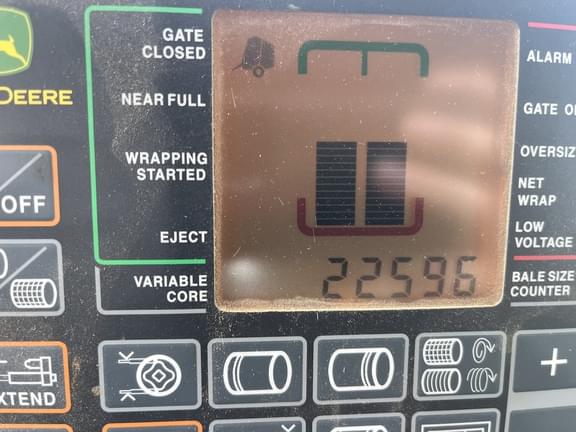 DEERE
GATE
CLOSED
NEAR FULL
WRAPPING
STARTED
EJECT
VARIABLE
CORE
22596
ALARM
GATE
OVERSIZ
NET
WRAP
LOW
VOLTAGE
BALE SIZE
COUNTER
OFF
XTEND
+